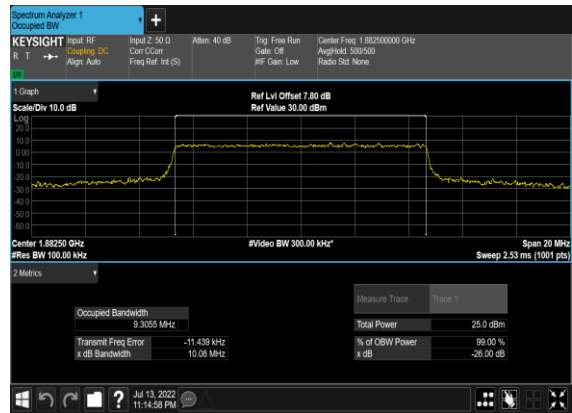 Spectrum Analyzer 1
Occupied BW
+
KEYSIGHT Input: RF Input Z: 50 Ω Atten: 40 dB Trig: Free Run Center Freq: 1.882500000 GHz
R T Coupling: DC Corr CCorr Gate: Off Avg|Hold: 500/500
Align: Auto Freq Ref: Int (S) #IF Gain: Low Radio Std: None
LW
1 Graph
Ref Lvl Offset 7.80 dB
Scale/Div 10.0 dB Ref Value 30.00 dBm
Log
20.0
10.0
0.00
-10.0
-20.0
-30.0
-40.0
-50.0
-60.0
Center 1.88250 GHz #Video BW 300.00 kHz* Span 20 MHz
#Res BW 100.00 kHz Sweep 2.53 ms (1001 pts)
2 Metrics
Measure Trace Trace 1
Occupied Bandwidth
9.3055 MHz Total Power 25.0 dBm
Transmit Freq Error -11.439 kHz % of OBW Power 99.00 %
x dB Bandwidth 10.08 MHz x dB -26.00 dB
? Jul 13, 2022
11:14:58 PM